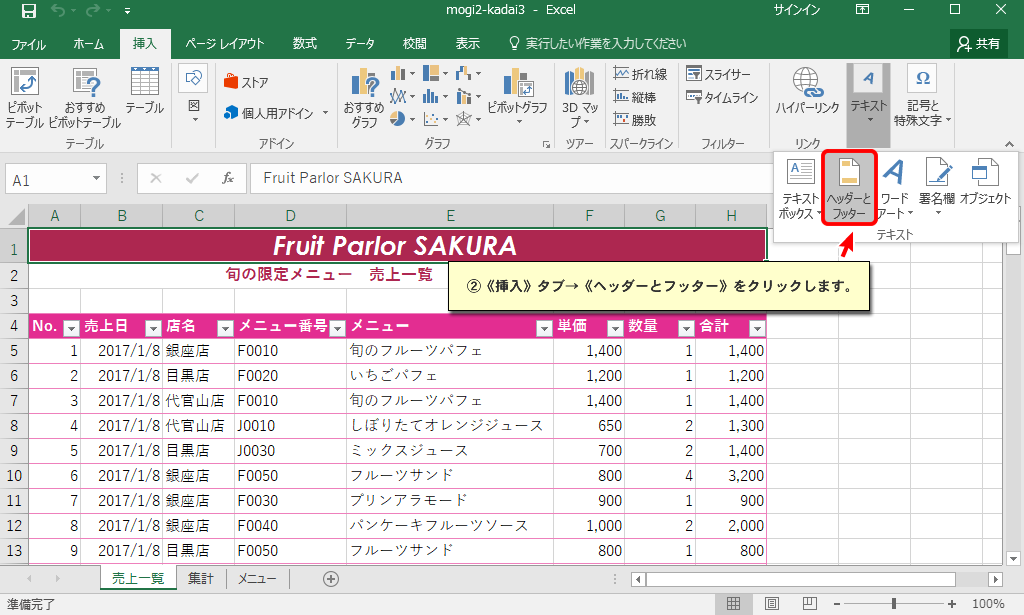 mogi2-kadai3 - Excel サインイン
ファイル ホーム 挿入 ページ レイアウト 数式 データ 校閲 表示 実行したい作業を入力してください 共有
ピボット テーブル おすすめ ピボットテーブル テーブル 図 ストア 個人用アドイン おすすめ グラフ ピボットグラフ 3D マップ 折れ線 縦棒 勝敗 スライサー タイムライン ハイパーリンク テキスト 記号と 特殊文字
テーブル アドイン グラフ ツアー スパークライン フィルター リンク
テキスト ボックス ヘッダーと フッター ワード アート 署名欄 オブジェクト
テキスト
A1 fx Fruit Parlor SAKURA
A B C D E F G H
1 Fruit Parlor SAKURA
2 旬の限定メニュー 売上一覧
②《挿入》タブ→《ヘッダーとフッター》をクリックします。
3
4 No. 売上日 店名 メニュー番号 メニュー 単価 数量 合計
5 1 2017/1/8 銀座店 F0010 旬のフルーツパフェ 1,400 1 1,400
6 2 2017/1/8 目黒店 F0020 いちごパフェ 1,200 1 1,200
7 3 2017/1/8 代官山店 F0010 旬のフルーツパフェ 1,400 1 1,400
8 4 2017/1/8 代官山店 J0010 しぼりたてオレンジジュース 650 2 1,300
9 5 2017/1/8 目黒店 J0030 ミックスジュース 700 2 1,400
10 6 2017/1/8 銀座店 F0050 フルーツサンド 800 4 3,200
11 7 2017/1/8 銀座店 F0030 プリンアラモード 900 1 900
12 8 2017/1/8 銀座店 F0040 パンケーキフルーツソース 1,000 2 2,000
13 9 2017/1/8 目黒店 F0050 フルーツサンド 800 1 800
売上一覧 集計 メニュー
準備完了 100%